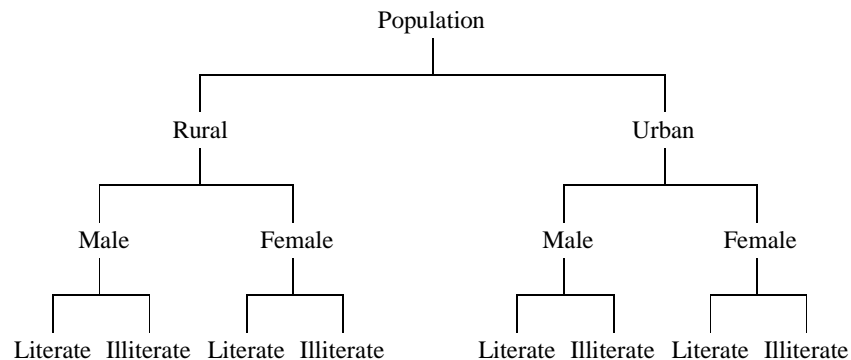 Population
Rural Urban
Male Female Male Female
Literate Illiterate Literate Illiterate Literate Illiterate Literate Illiterate